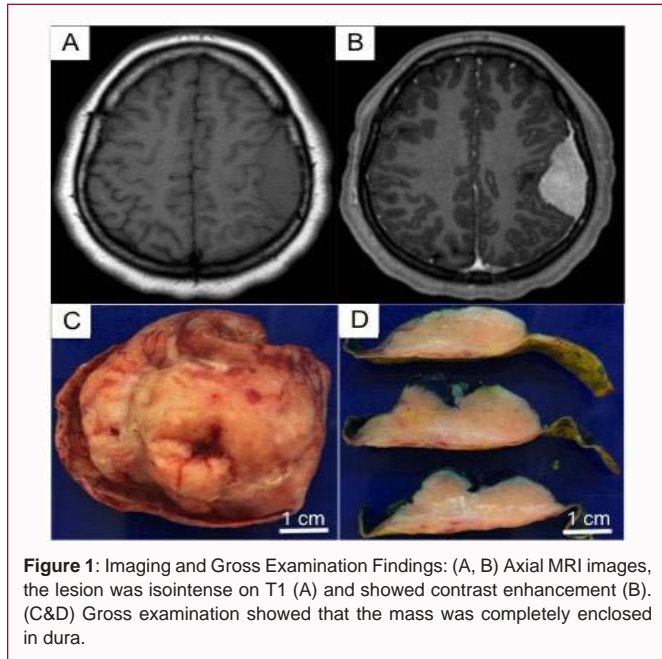 A
B
C
D
1 cm
1 cm
Figure 1: Imaging and Gross Examination Findings: (A, B) Axial MRI images,
the lesion was isointense on T1 (A) and showed contrast enhancement (B).
(C&D) Gross examination showed that the mass was completely enclosed
in dura.